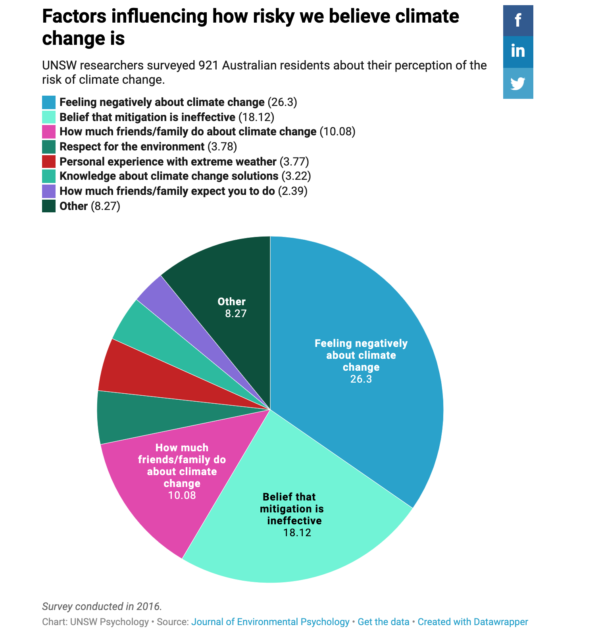 Factors influencing how risky we believe climate
change is
UNSW researchers surveyed 921 Australian residents about their perception of the
risk of climate change.
Feeling negatively about climate change (26.3)
Belief that mitigation is ineffective (18.12)
How much friends/family do about climate change (10.08)
Respect for the environment (3.78)
Personal experience with extreme weather (3.77)
Knowledge about climate change solutions (3.22)
How much friends/family expect you to do (2.39)
Other (8.27)
f
in
Other
8.27
Feeling negatively
about climate
change
26.3
How much
friends/family do
about climate
change
10.08
Belief that
mitigation is
ineffective
18.12
Survey conducted in 2016.
Chart: UNSW Psychology • Source: Journal of Environmental Psychology • Get the data • Created with Datawrapper